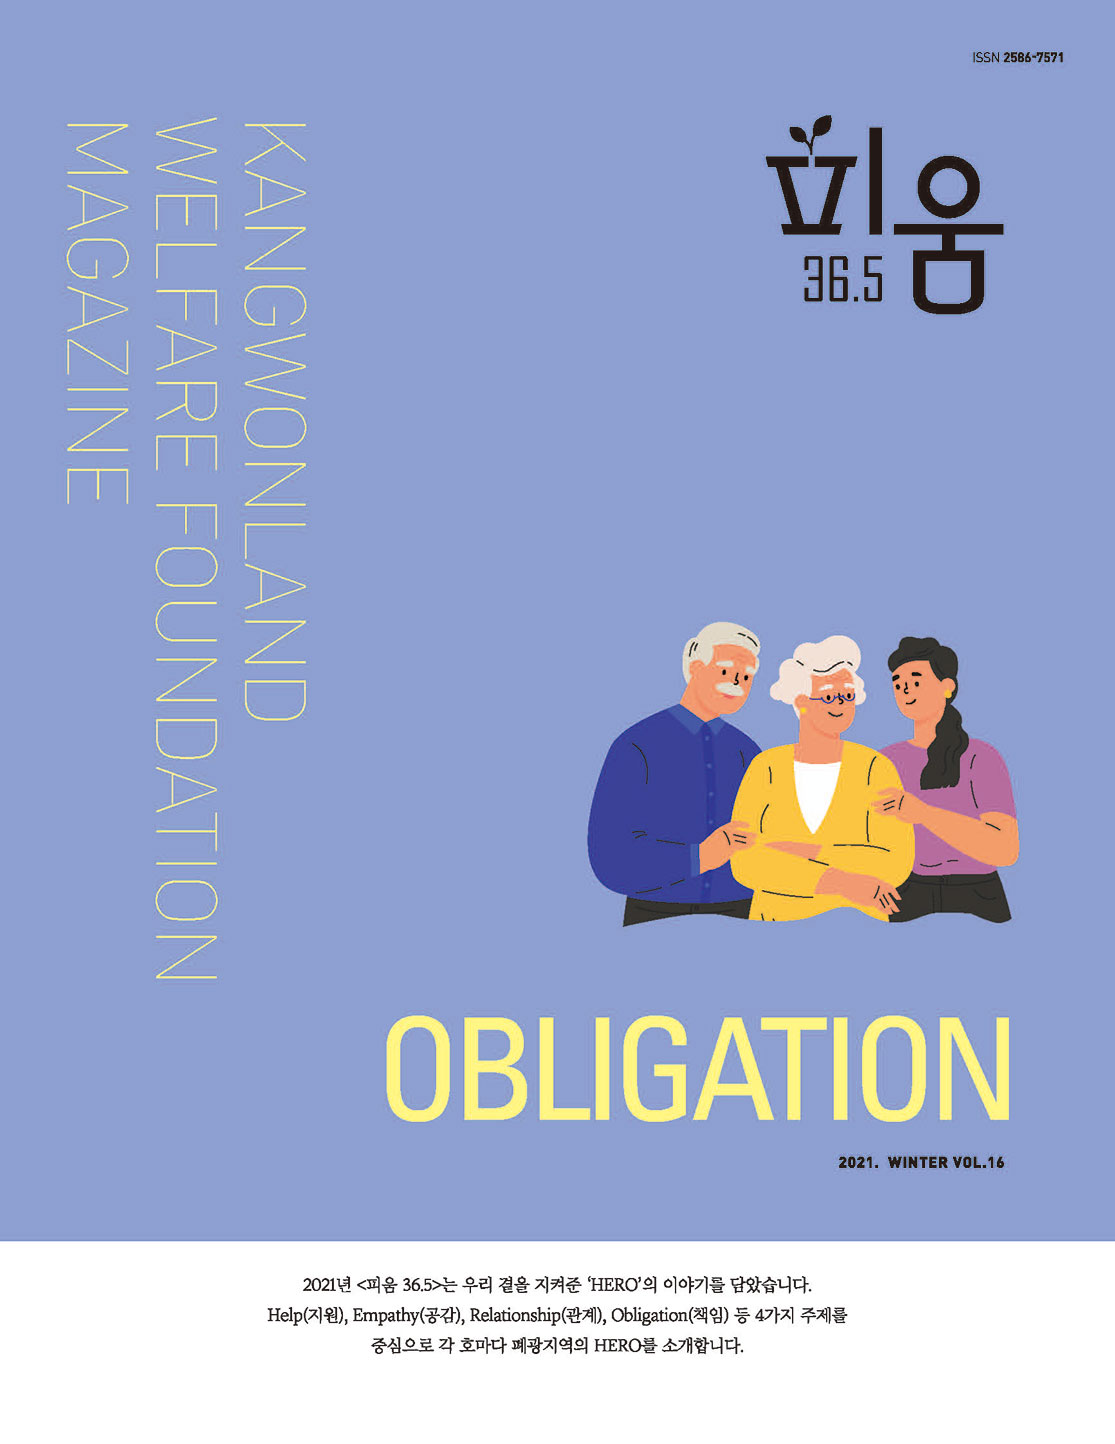 ISSN 2586-7571
KANGWONLAND
WELFARE FOUNDATION
MAGAZINE
피움
36.5
OBLIGATION
2021. WINTER VOL.16
2021년 <피움 36.5>는 우리 곁을 지켜준 ‘HERO’의 이야기를 담았습니다.
Help(지원), Empathy(공감), Relationship(관계), Obligation(책임) 등 4가지 주제를
중심으로 각 호마다 폐광지역의 HERO를 소개합니다.